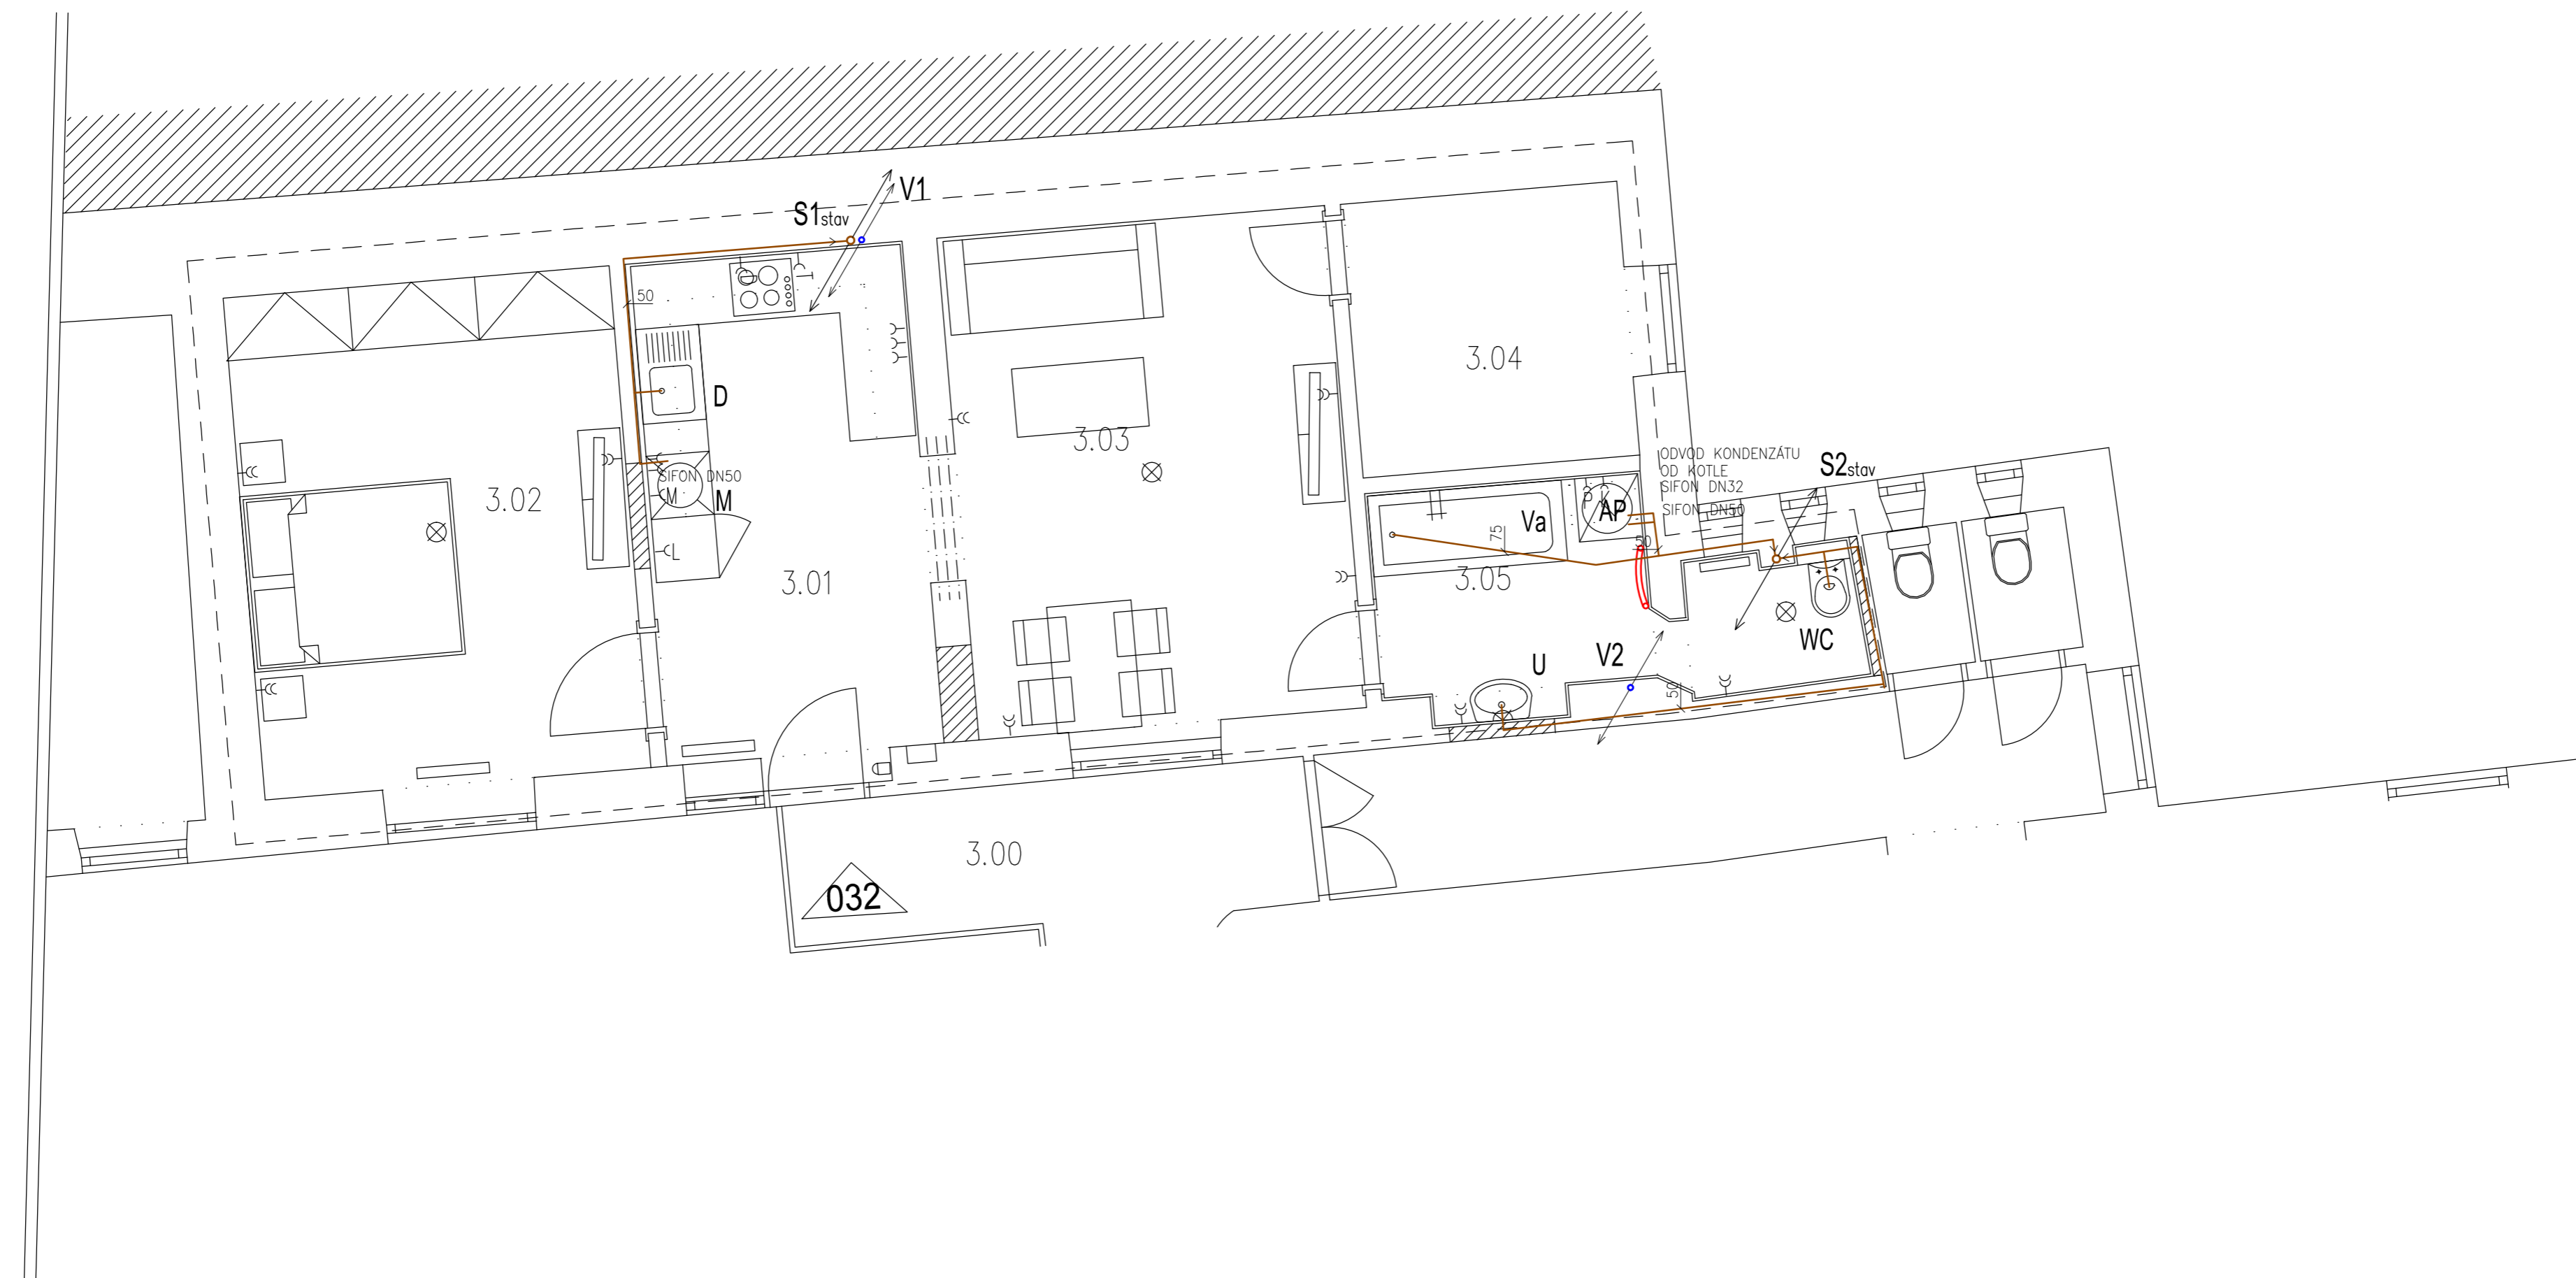 V1
S1stav
50
3.04
D
3.03
ODVOD KONDENZÁTU
OD KOTLE
SIFON DN32
SIFON DN50
S2stav
SIFON DN50
M
M
3.02
L
AP
Va
75
50
3.01
3.05
WC
V2
U
50
3.00
032